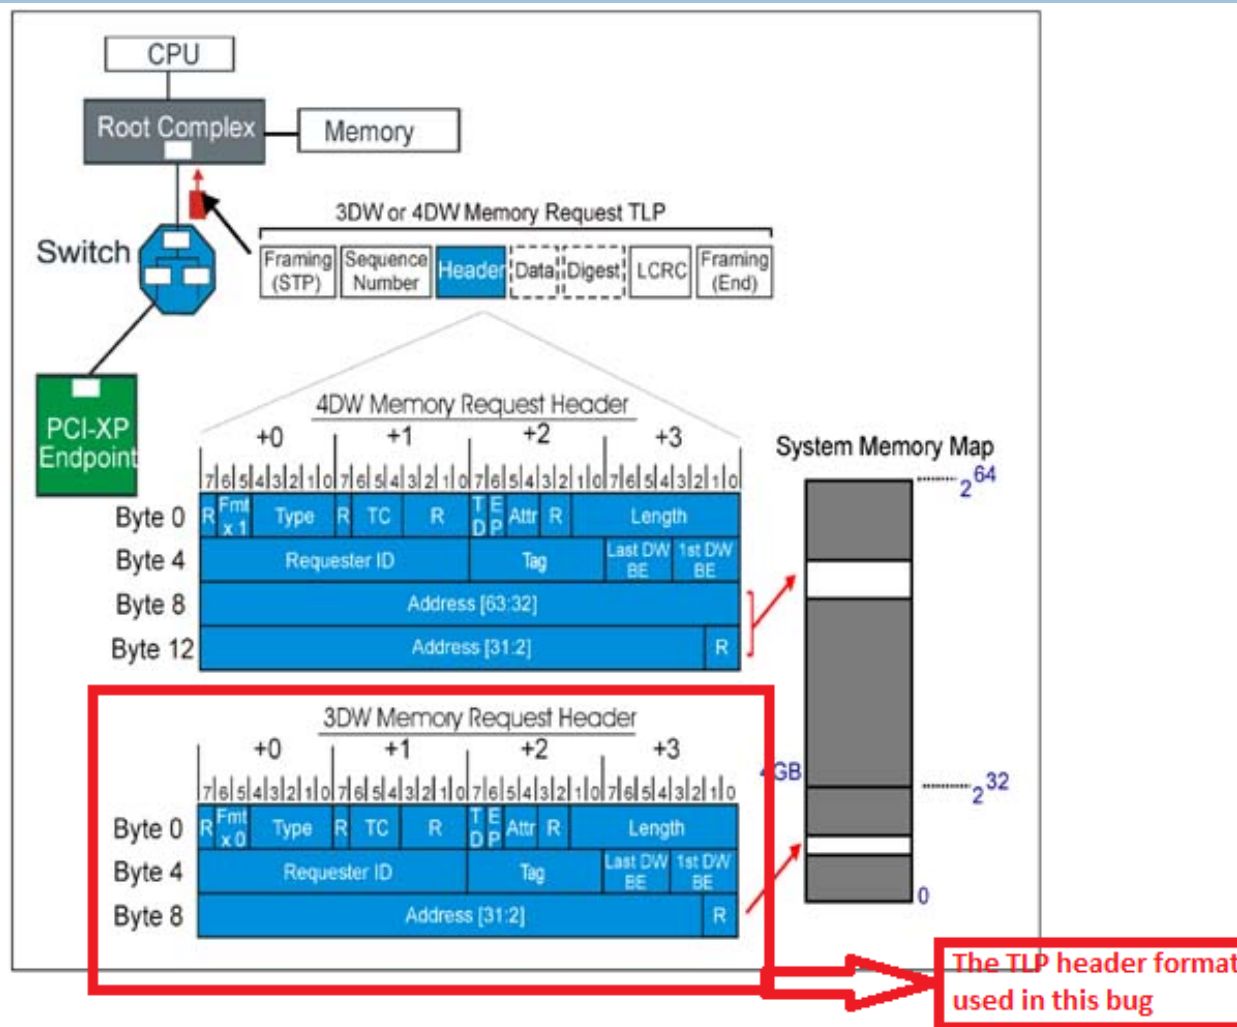 CPU
Root Complex
Memory
3DW or 4DW Memory Request TLP
Switch
Framing (STP)
Sequence Number
Header
Data
Digest
LCRC
Framing (End)
PCI-XP
Endpoint
4DW Memory Request Header
+0 +1 +2 +3
7 6 5 4 3 2 1 0 7 6 5 4 3 2 1 0 7 6 5 4 3 2 1 0 7 6 5 4 3 2 1 0
Byte 0 R Fmt x 1 Type R TC R T D E P Attr R Length
Byte 4 Requester ID Tag Last DW BE 1st DW BE
Byte 8 Address [63:32]
Byte 12 Address [31:2] R
System Memory Map
2^64
4GB
2^32
0
3DW Memory Request Header
+0 +1 +2 +3
7 6 5 4 3 2 1 0 7 6 5 4 3 2 1 0 7 6 5 4 3 2 1 0 7 6 5 4 3 2 1 0
Byte 0 R Fmt x 0 Type R TC R T D E P Attr R Length
Byte 4 Requester ID Tag Last DW BE 1st DW BE
Byte 8 Address [31:2] R
The TLP header format
used in this bug